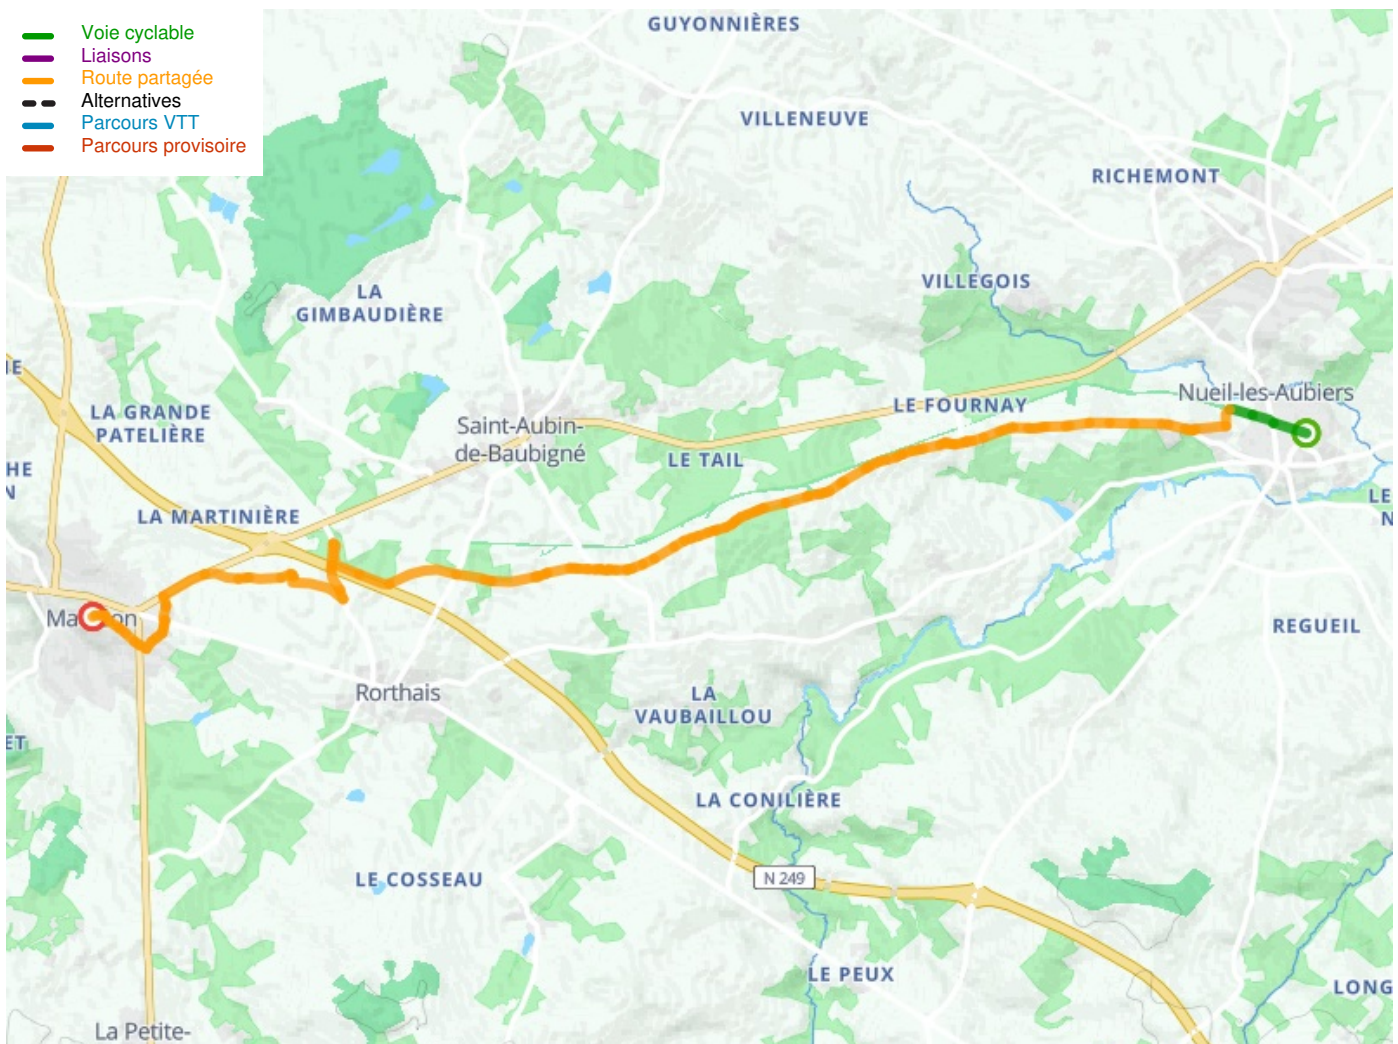 Voie cyclable
Liaisons
Route partagée
Alternatives
Parcours VTT
Parcours provisoire
GUYONNIÈRES
VILLENEUVE
RICHEMONT
VILLEGOIS
LA
GIMBAUDIÈRE
LA GRANDE
PATELIÈRE
Saint-Aubin-
de-Baubigné
LE TAIL
LE FOURNAY
Nueil-les-Aubiers
LA MARTINIÈRE
LE
Rorthais
LA
VAUBAILLOU
REGUEIL
LA CONILIÈRE
N 249
LE COSSEAU
LE PEUX
LONG
La Petite-